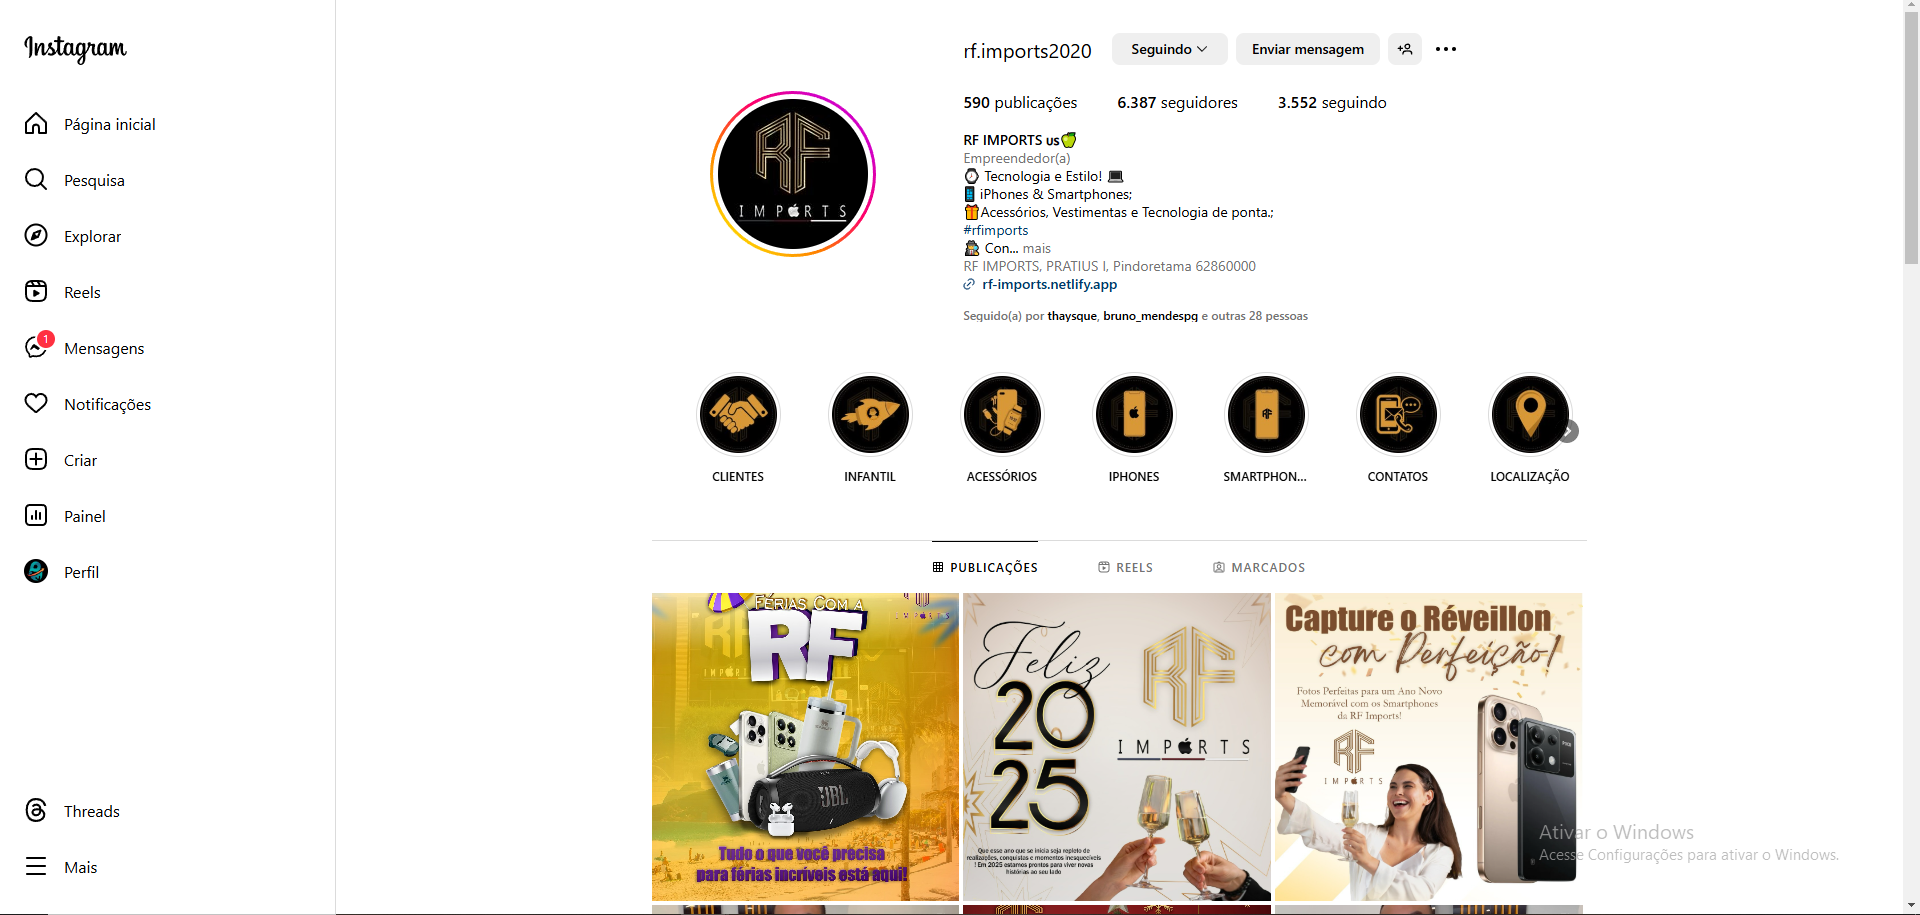 Instagram
Página inicial
Pesquisa
Explorar
Reels
1
Mensagens
Notificações
Criar
Painel
Perfil
Threads
Mais
rf.imports2020
Seguindo
Enviar mensagem
590 publicações
6.387 seguidores
3.552 seguindo
RF IMPORTS us🍏
Empreendedor(a)
⌚ Tecnologia e Estilo! 💻
📱 iPhones & Smartphones;
🎁Acessórios, Vestimentas e Tecnologia de ponta.;
#rfimports
Con... mais
RF IMPORTS, PRATIUS I, Pindoretama 62860000
rf-imports.netlify.app
Seguido(a) por thaysque, bruno_mendespg e outras 28 pessoas
RF
IMPORTS
CLIENTES
INFANTIL
ACESSÓRIOS
IPHONES
SMARTPHON...
CONTATOS
LOCALIZAÇÃO
PUBLICAÇÕES
REELS
MARCADOS
FÉRIAS COM A
RF
JBL
Tudo o que você precisa
para férias incríveis está aqui!
Feliz
2025
RF
IMPORTS
Que esse ano que se inicia seja repleto de
realizações, conquistas e momentos inesquecíveis
! Em 2025 estamos prontos para viver novas
histórias ao seu lado
Capture o Réveillon
com Perfeição!
Fotos Perfeitas para um Ano Novo
Memorável com os Smartphones
da RF Imports!
RF
IMPORTS
Ativar o Windows
Acesse Configurações para ativar o Windows.